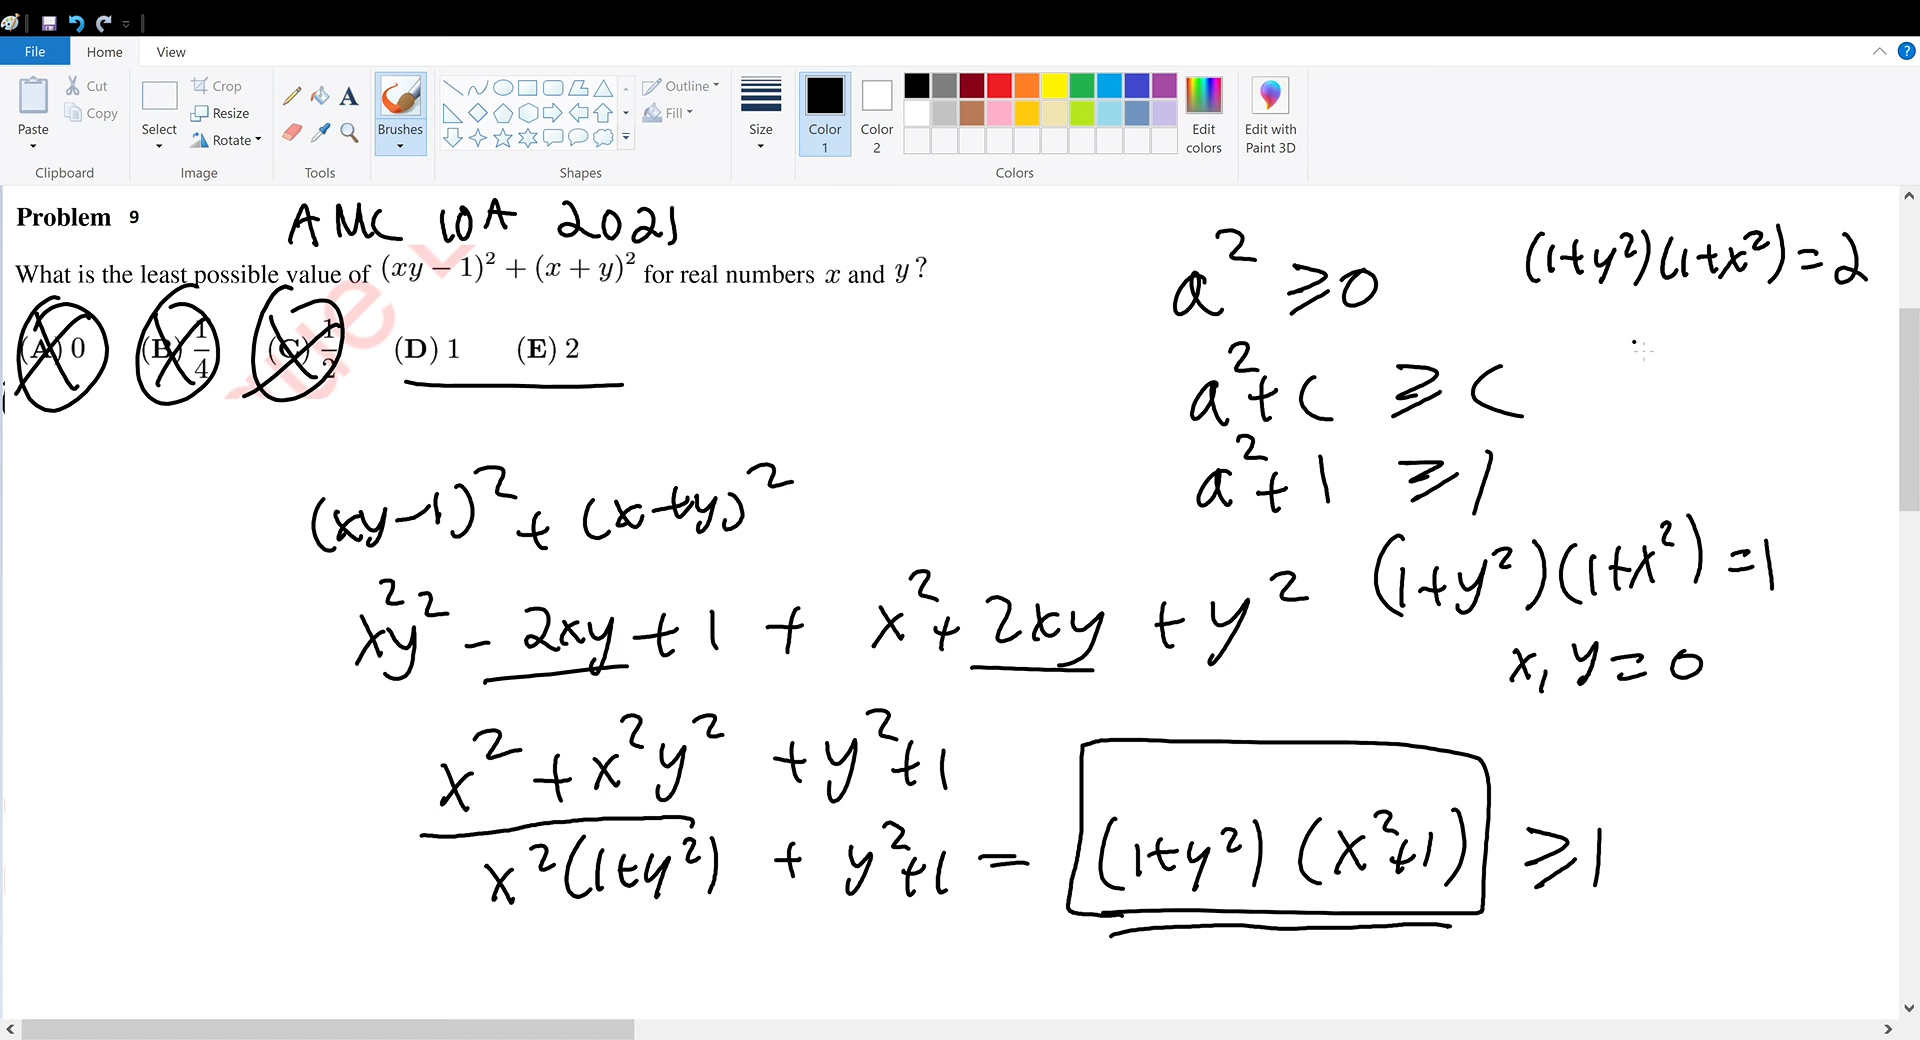 File Home View
Paste Cut Copy Select Crop Resize Rotate A Brushes Outline Fill Size Color 1 Color 2 Edit colors Edit with Paint 3D
Clipboard Image Tools Shapes Colors
Problem 9 AMC 10A 2021
What is the least possible value of (xy − 1)² + (x + y)² for real numbers x and y?
(A) 0 (B) 1/4 (C) 1/2 (D) 1 (E) 2
a² ≥ 0
(1+y²)(1+x²) = 2
a² + c ≥ c
a² + 1 ≥ 1
(xy−1)² + (x+y)²
(1+y²)(1+x²) = 1
x²y² − 2xy + 1 + x² + 2xy + y²
x, y = 0
x² + x²y² + y² + 1
x²(1+y²) + y² + 1 = (1+y²)(x²+1) ≥ 1